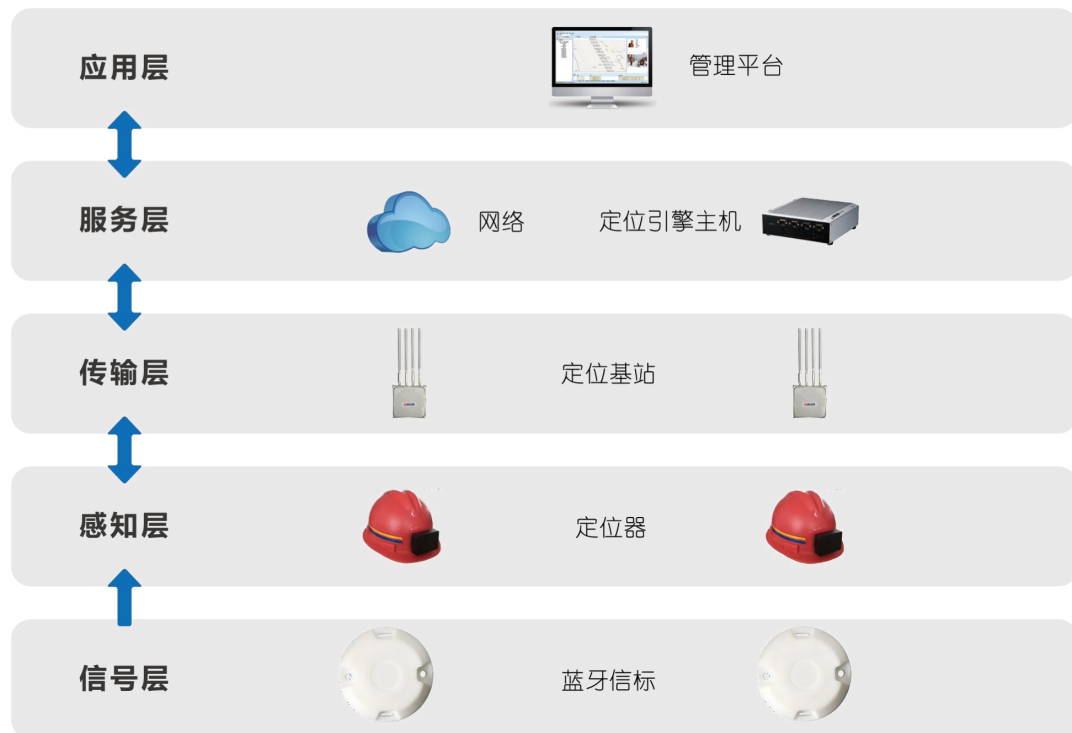 应用层
管理平台
服务层
网络
定位引擎主机
传输层
定位基站
感知层
定位器
信号层
蓝牙信标